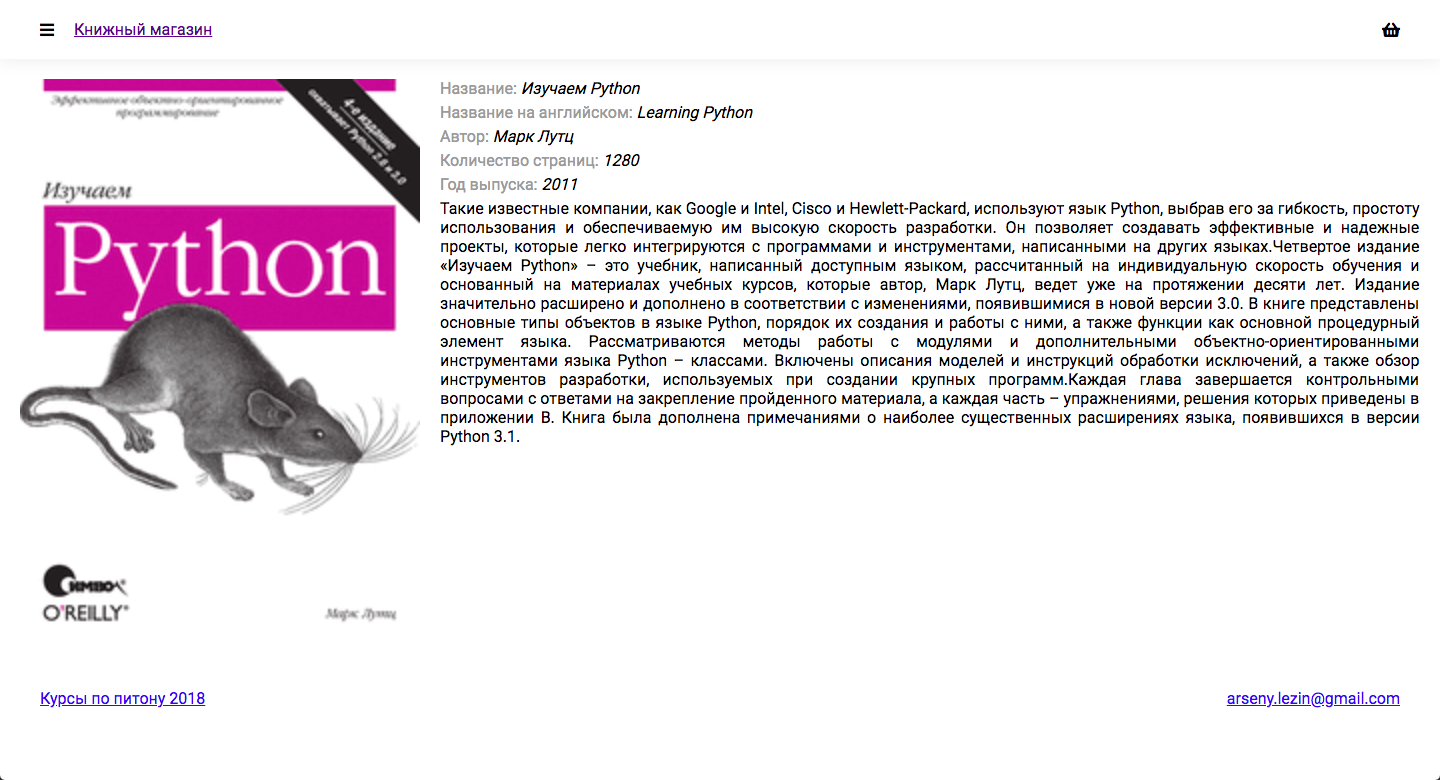 Книжный магазин
Эффективное объектно-ориентированное
программирование
4-е издание
охватывает Python 2.6 и 3.0
Изучаем
Python
СИМВОЛ
O'REILLY®
Марк Лутц
Название: Изучаем Python
Название на английском: Learning Python
Автор: Марк Лутц
Количество страниц: 1280
Год выпуска: 2011
Такие известные компании, как Google и Intel, Cisco и Hewlett-Packard, используют язык Python, выбрав его за гибкость, простоту
использования и обеспечиваемую им высокую скорость разработки. Он позволяет создавать эффективные и надежные
проекты, которые легко интегрируются с программами и инструментами, написанными на других языках.Четвертое издание
«Изучаем Python» – это учебник, написанный доступным языком, рассчитанный на индивидуальную скорость обучения и
основанный на материалах учебных курсов, которые автор, Марк Лутц, ведет уже на протяжении десяти лет. Издание
значительно расширено и дополнено в соответствии с изменениями, появившимися в новой версии 3.0. В книге представлены
основные типы объектов в языке Python, порядок их создания и работы с ними, а также функции как основной процедурный
элемент языка. Рассматриваются методы работы с модулями и дополнительными объектно-ориентированными
инструментами языка Python – классами. Включены описания моделей и инструкций обработки исключений, а также обзор
инструментов разработки, используемых при создании крупных программ.Каждая глава завершается контрольными
вопросами с ответами на закрепление пройденного материала, а каждая часть – упражнениями, решения которых приведены в
приложении В. Книга была дополнена примечаниями о наиболее существенных расширениях языка, появившихся в версии
Python 3.1.
Курсы по питону 2018
arseny.lezin@gmail.com